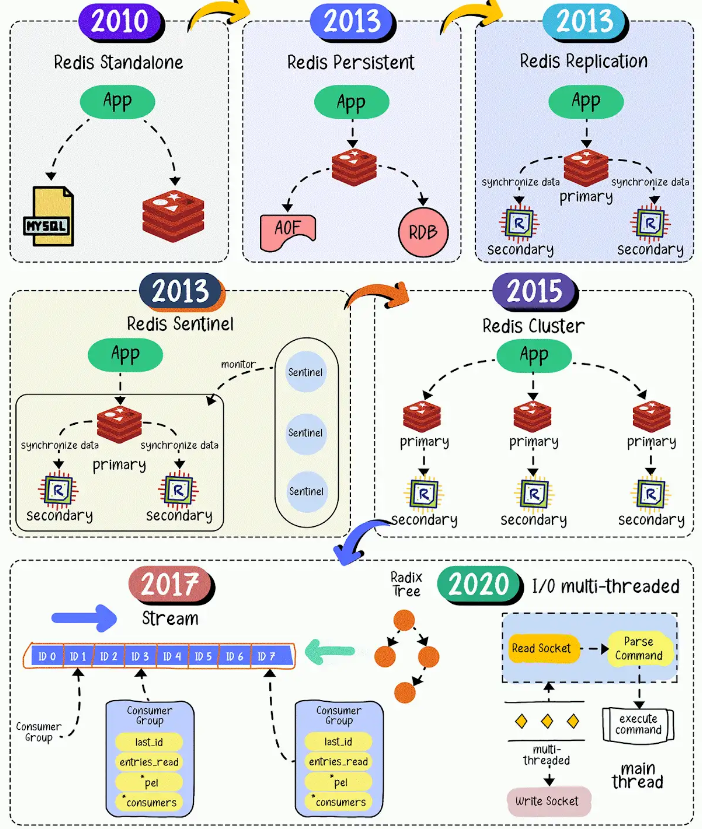 2010
Redis Standalone
App
MYSQL
2013
Redis Persistent
App
AOF
RDB
2013
Redis Replication
App
synchronize data
synchronize data
primary
secondary
secondary
2013
Redis Sentinel
App
monitor
synchronize data
synchronize data
primary
R
R
secondary
secondary
Sentinel
Sentinel
Sentinel
2015
Redis Cluster
App
primary
primary
primary
R
R
R
secondary
secondary
secondary
2017
Stream
ID 0
ID 1
ID 2
ID 3
ID 4
ID 5
ID 6
ID 7
Consumer
Group
Consumer
Group
last_id
entries_read
*pel
*consumers
Consumer
Group
last_id
entries_read
*pel
*consumers
Radix
Tree
2020
I/O multi-threaded
Read Socket
Parse
Command
multi-
threaded
execute
command
main
thread
Write Socket